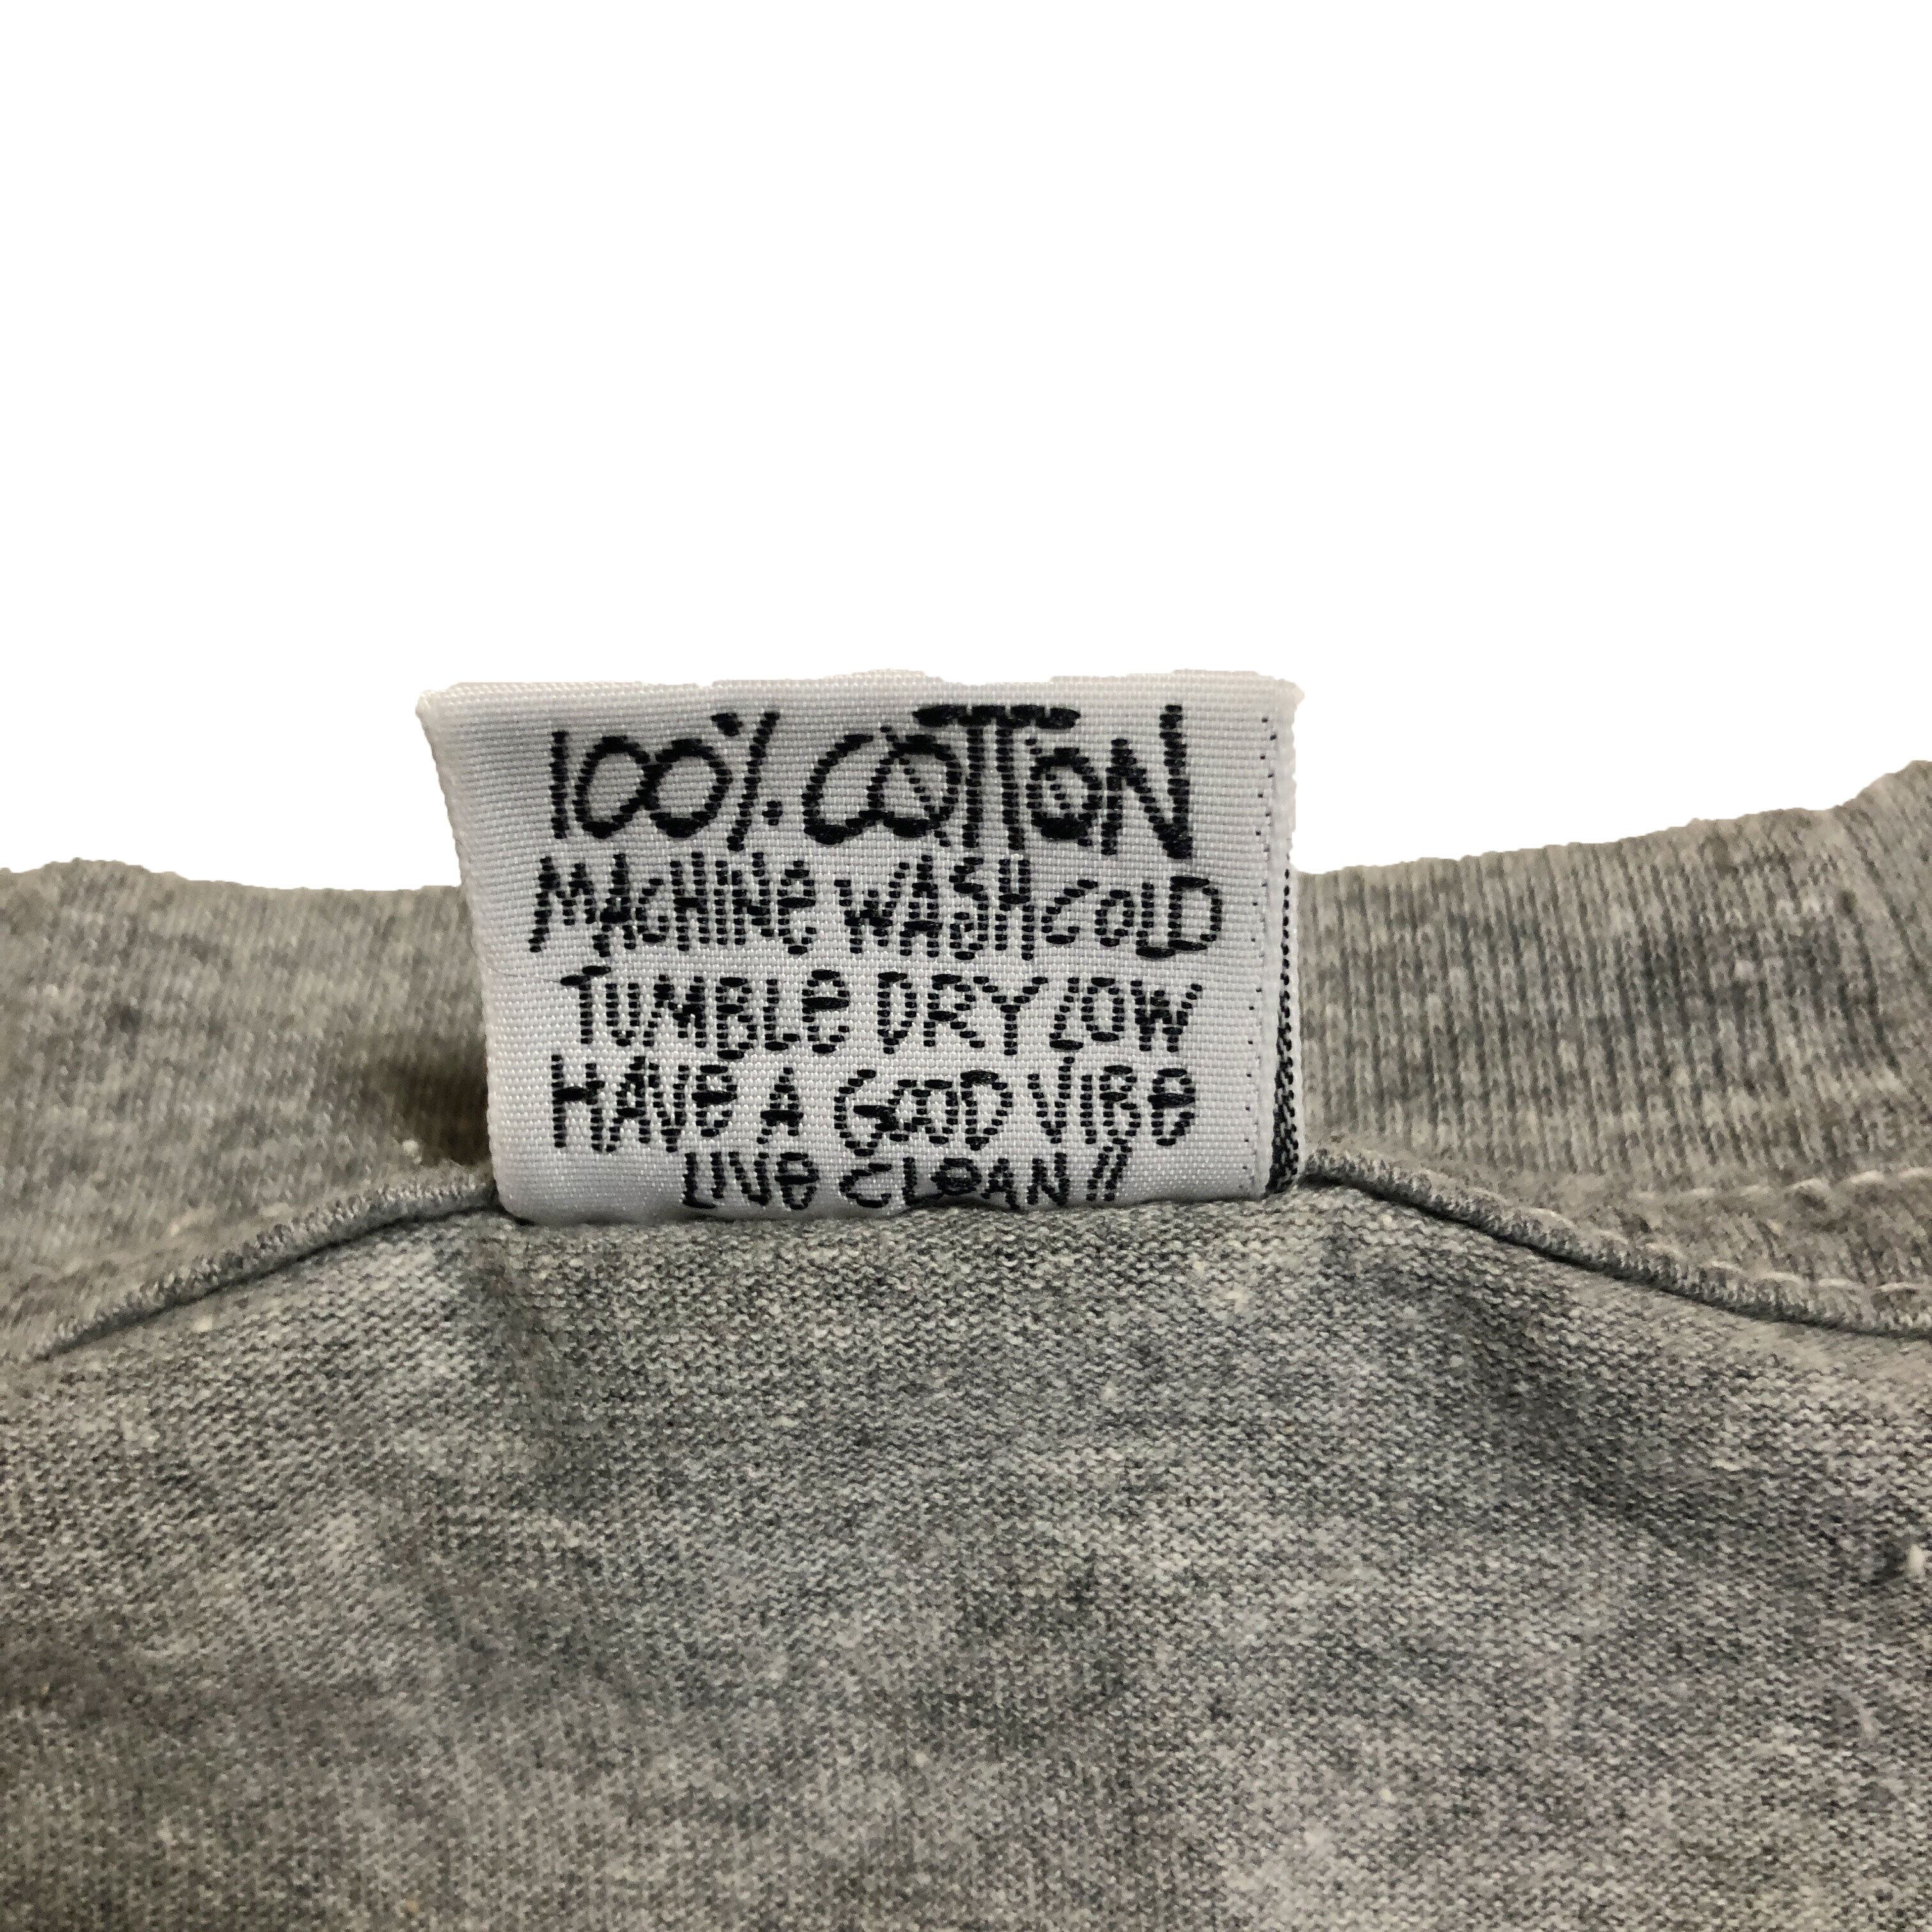 100% COTTON
MACHINe WASH COLD
TUMBLe DRY LOW
HAVe A GOOD VIBe
LIVe CLeAN!!